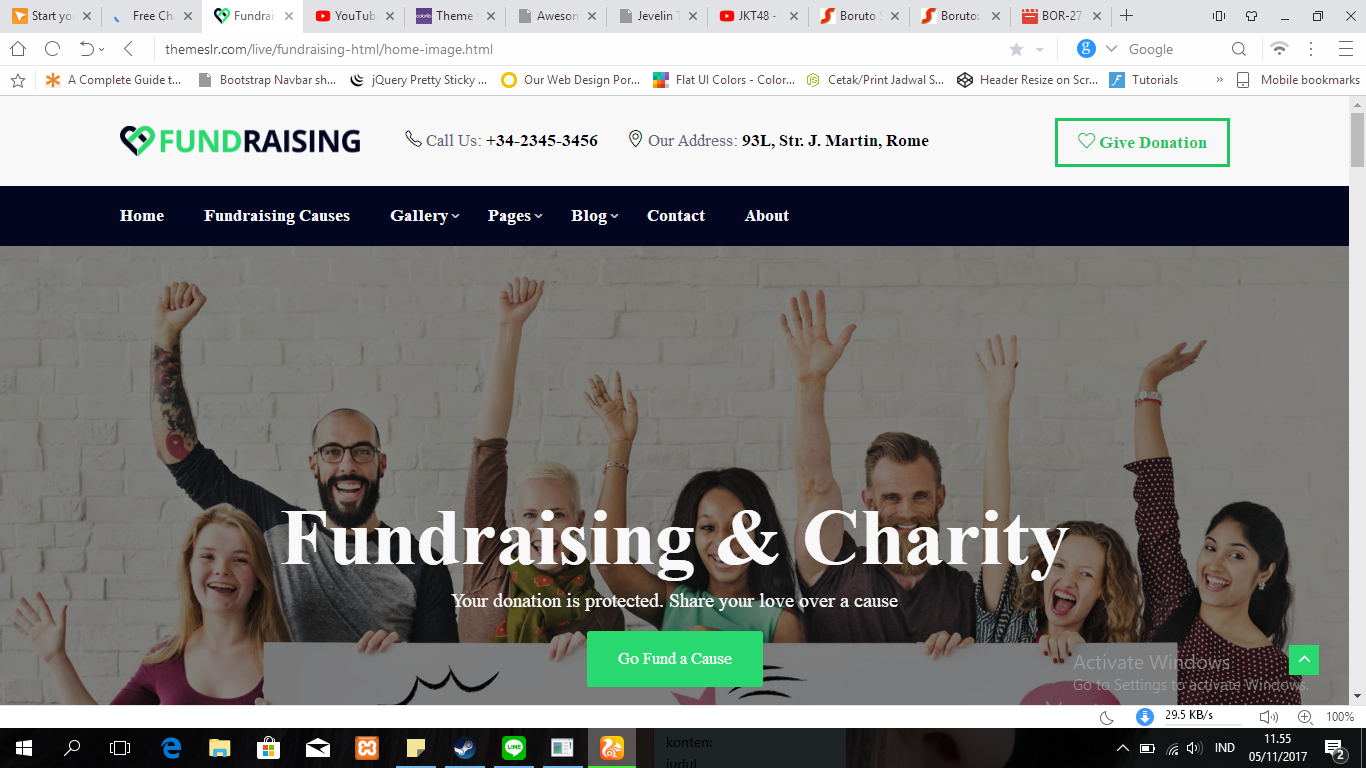 Start yo
Free Ch
Fundrai
YouTub
Theme
Awesom
Jevelin T
JKT48 -
Boruto
Boruto:
BOR-27
themeslr.com/live/fundraising-html/home-image.html
g
Google
A Complete Guide t...
Bootstrap Navbar sh...
jQuery Pretty Sticky ...
Our Web Design Por...
Flat UI Colors - Color...
Cetak/Print Jadwal S...
Header Resize on Scr...
Tutorials
»
Mobile bookmarks
FUNDRAISING
Call Us: +34-2345-3456
Our Address: 93L, Str. J. Martin, Rome
Give Donation
Home
Fundraising Causes
Gallery
Pages
Blog
Contact
About
Fundraising & Charity
Your donation is protected. Share your love over a cause
Go Fund a Cause
Activate Windows
Go to Settings to activate Windows.
29.5 KB/s
100%
konten:
judul
LINE
IND
11.55
05/11/2017
2